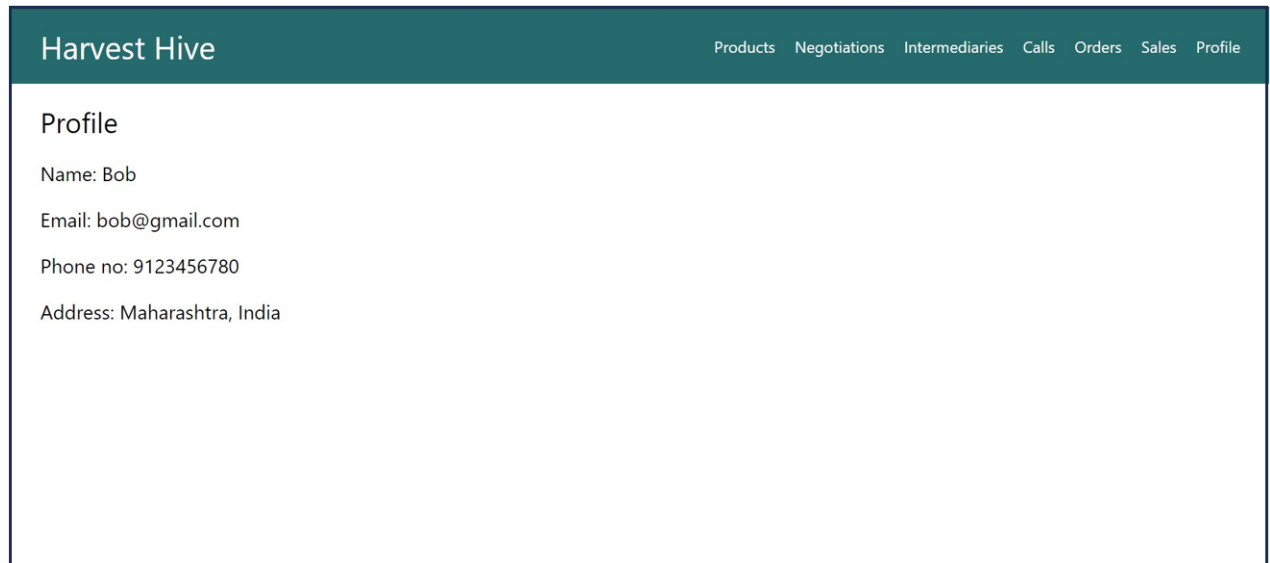 Harvest Hive
Products Negotiations Intermediaries Calls Orders Sales Profile
Profile
Name: Bob
Email: bob@gmail.com
Phone no: 9123456780
Address: Maharashtra, India